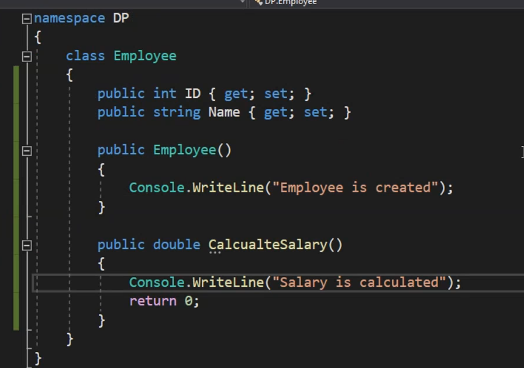 DP.Employee
namespace DP
{
class Employee
{
public int ID { get; set; }
public string Name { get; set; }
public Employee()
{
Console.WriteLine("Employee is created");
}
public double CalcualteSalary()
{
Console.WriteLine("Salary is calculated");
return 0;
}
}
}